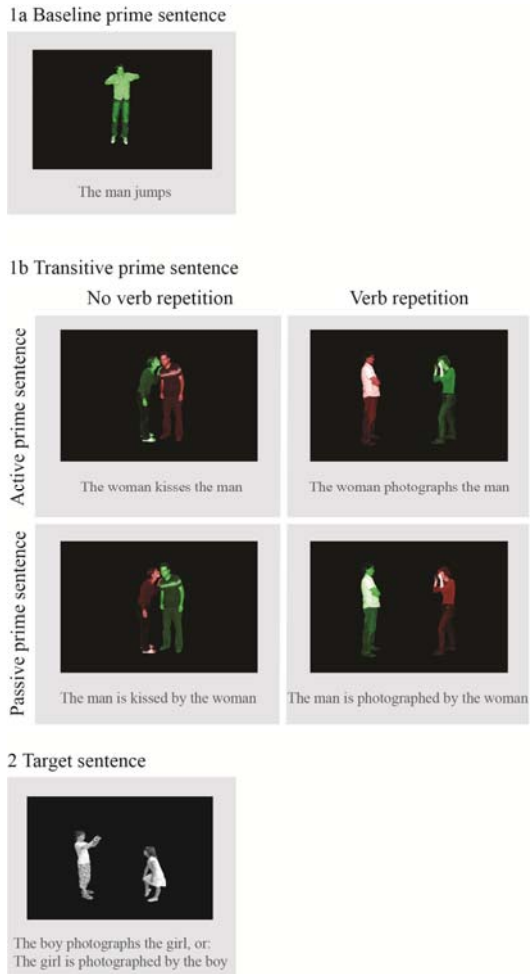 1a Baseline prime sentence
The man jumps
1b Transitive prime sentence
No verb repetition
Verb repetition
Active prime sentence
The woman kisses the man
The woman photographs the man
Passive prime sentence
The man is kissed by the woman
The man is photographed by the woman
2 Target sentence
The boy photographs the girl, or:
The girl is photographed by the boy